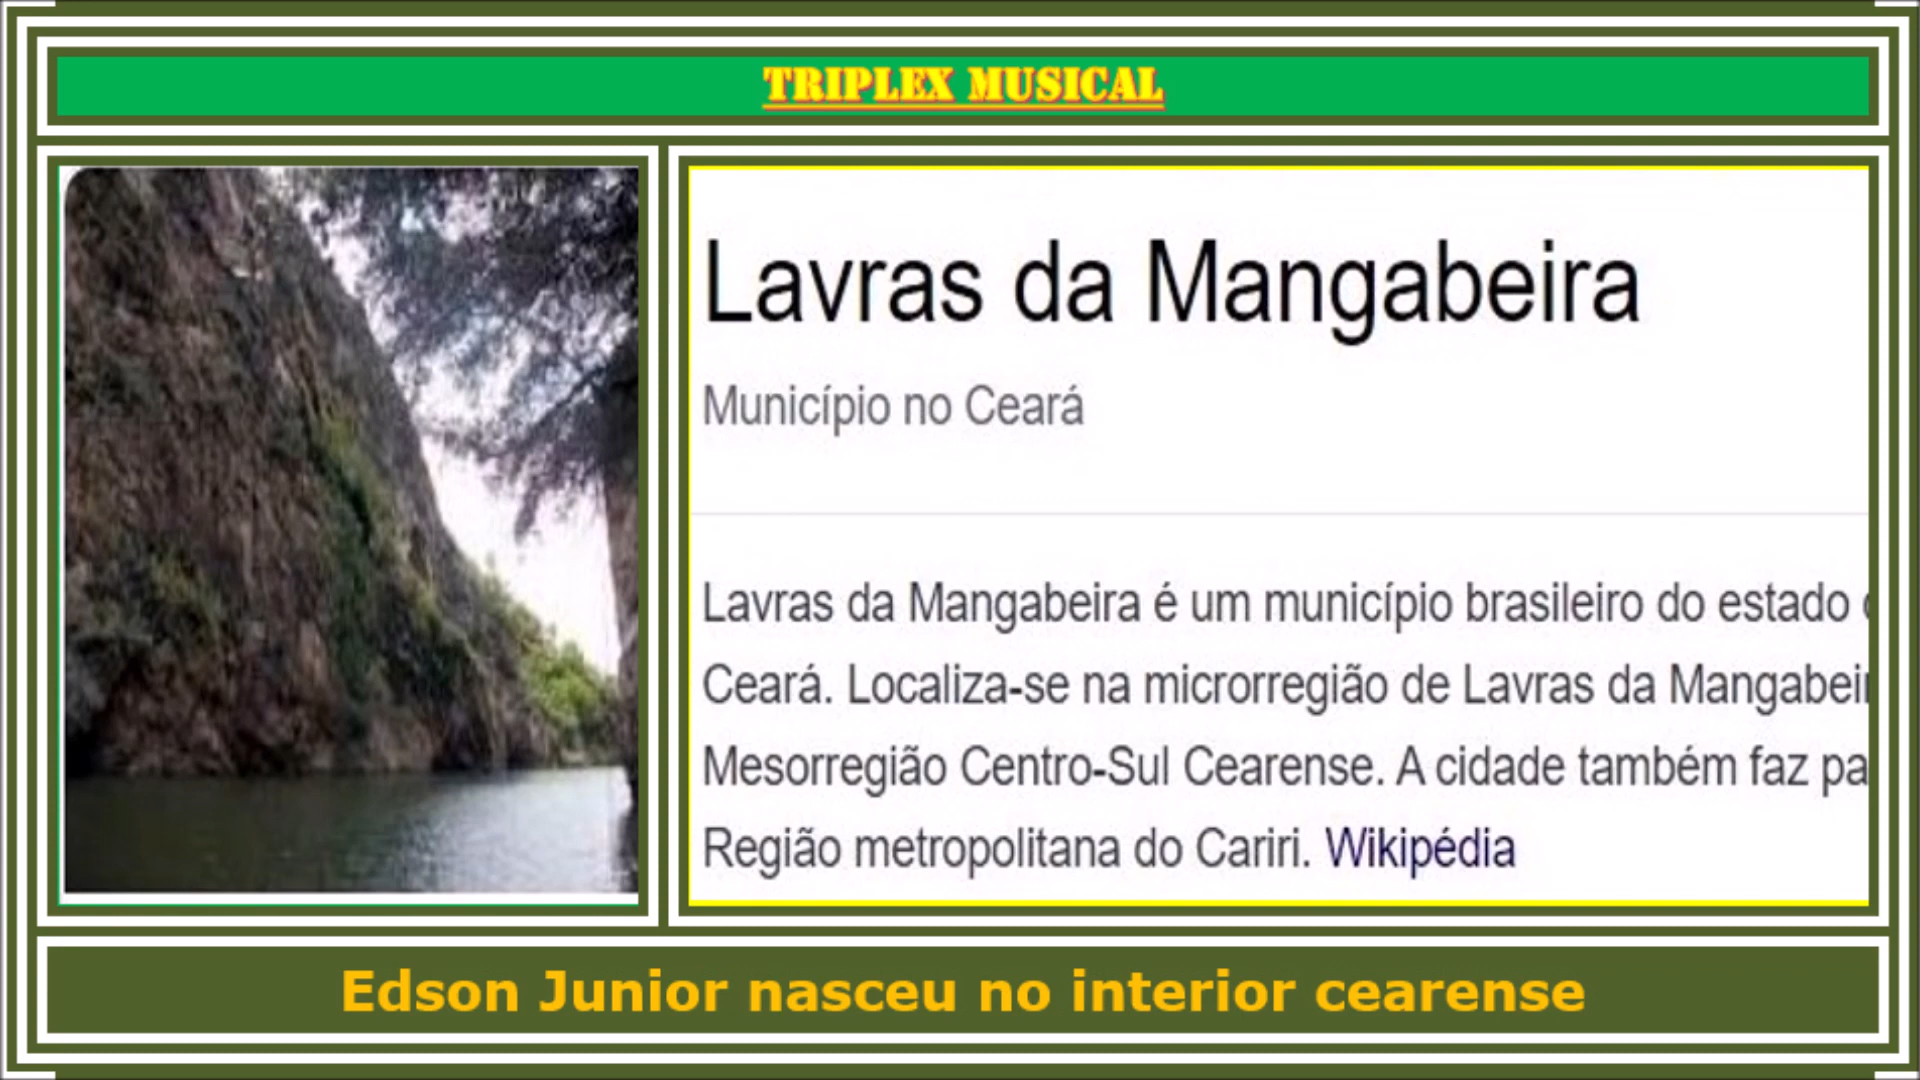 TRIPLEX MUSICAL
Lavras da Mangabeira
Município no Ceará
Lavras da Mangabeira é um município brasileiro do estado
Ceará. Localiza-se na microrregião de Lavras da
Mesorregião Centro-Sul Cearense. A cidade também faz
Região metropolitana do Cariri. Wikipédia
Edson Junior nasceu no interior cearense